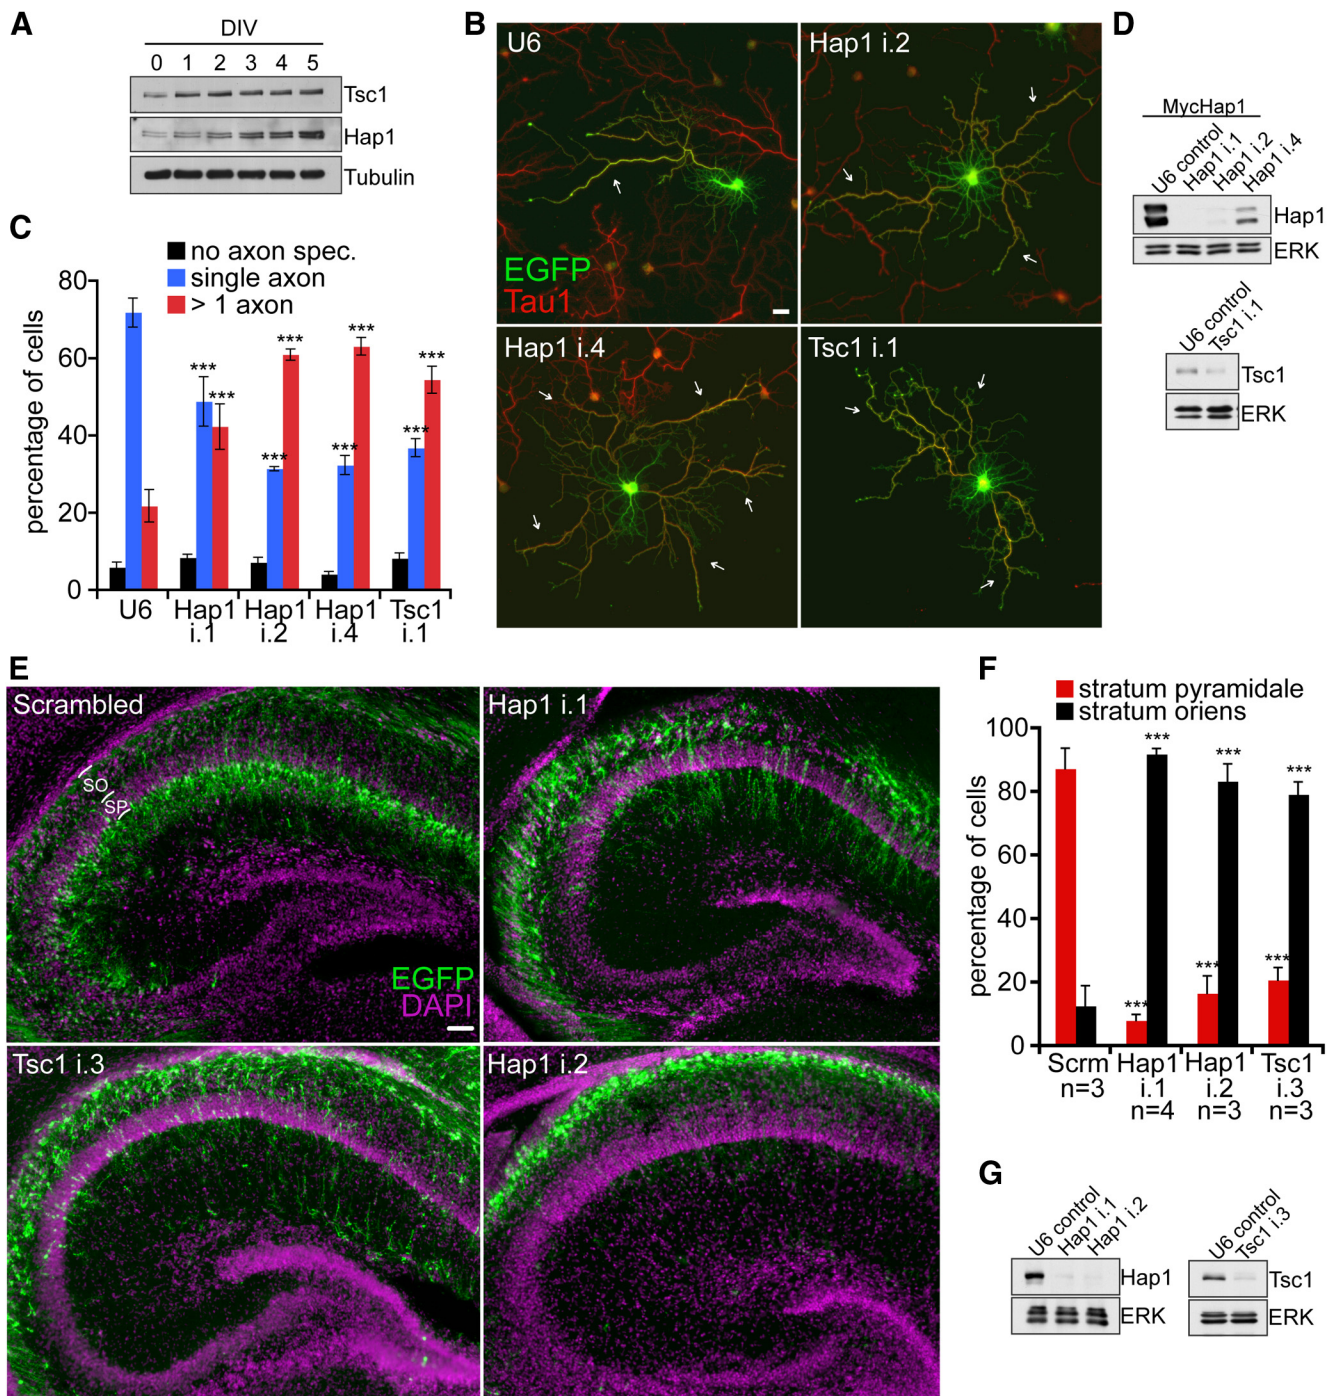 A
DIV
0 1 2 3 4 5
Tsc1
Hap1
Tubulin
B
U6
Hap1 i.2
EGFP
Tau1
Hap1 i.4
Tsc1 i.1
C
no axon spec.
single axon
> 1 axon
percentage of cells
80
60
40
20
0
*** *** *** *** *** *** *** ***
U6
Hap1 i.1
Hap1 i.2
Hap1 i.4
Tsc1 i.1
D
MycHap1
U6 control
Hap1 i.1
Hap1 i.2
Hap1 i.4
Hap1
ERK
U6 control
Tsc1 i.1
Tsc1
ERK
E
Scrambled
SO
SP
EGFP
DAPI
Hap1 i.1
Tsc1 i.3
Hap1 i.2
F
stratum pyramidale
stratum oriens
percentage of cells
100
80
60
40
20
0
*** *** *** *** *** ***
Scrm n=3
Hap1 i.1 n=4
Hap1 i.2 n=3
Tsc1 i.3 n=3
G
U6 control
Hap1 i.1
Hap1 i.2
Hap1
ERK
U6 control
Tsc1 i.3
Tsc1
ERK